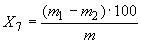 X₇ = (m₁ − m₂) · 100 / m